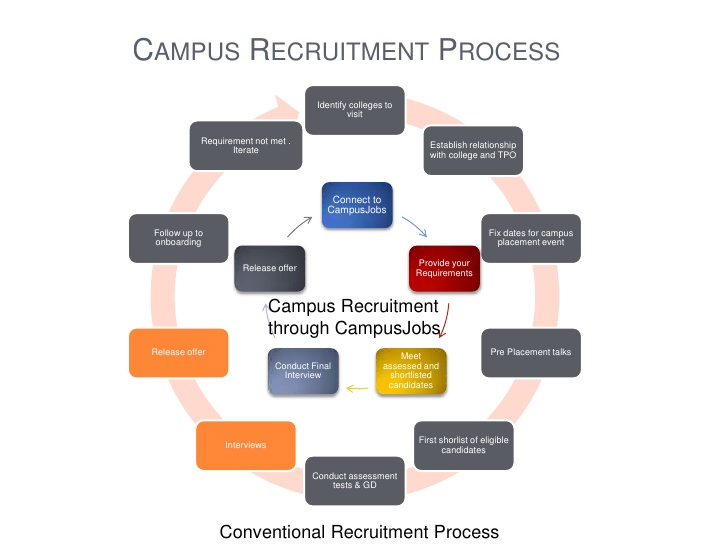 CAMPUS RECRUITMENT PROCESS
Identify colleges to
visit
Establish relationship
with college and TPO
Fix dates for campus
placement event
Pre Placement talks
First shorlist of eligible
candidates
Conduct assessment
tests & GD
Interviews
Release offer
Follow up to
onboarding
Requirement not met .
Iterate
Connect to
CampusJobs
Provide your
Requirements
Meet
assessed and
shortlisted
candidates
Conduct Final
Interview
Release offer
Campus Recruitment
through CampusJobs
Conventional Recruitment Process